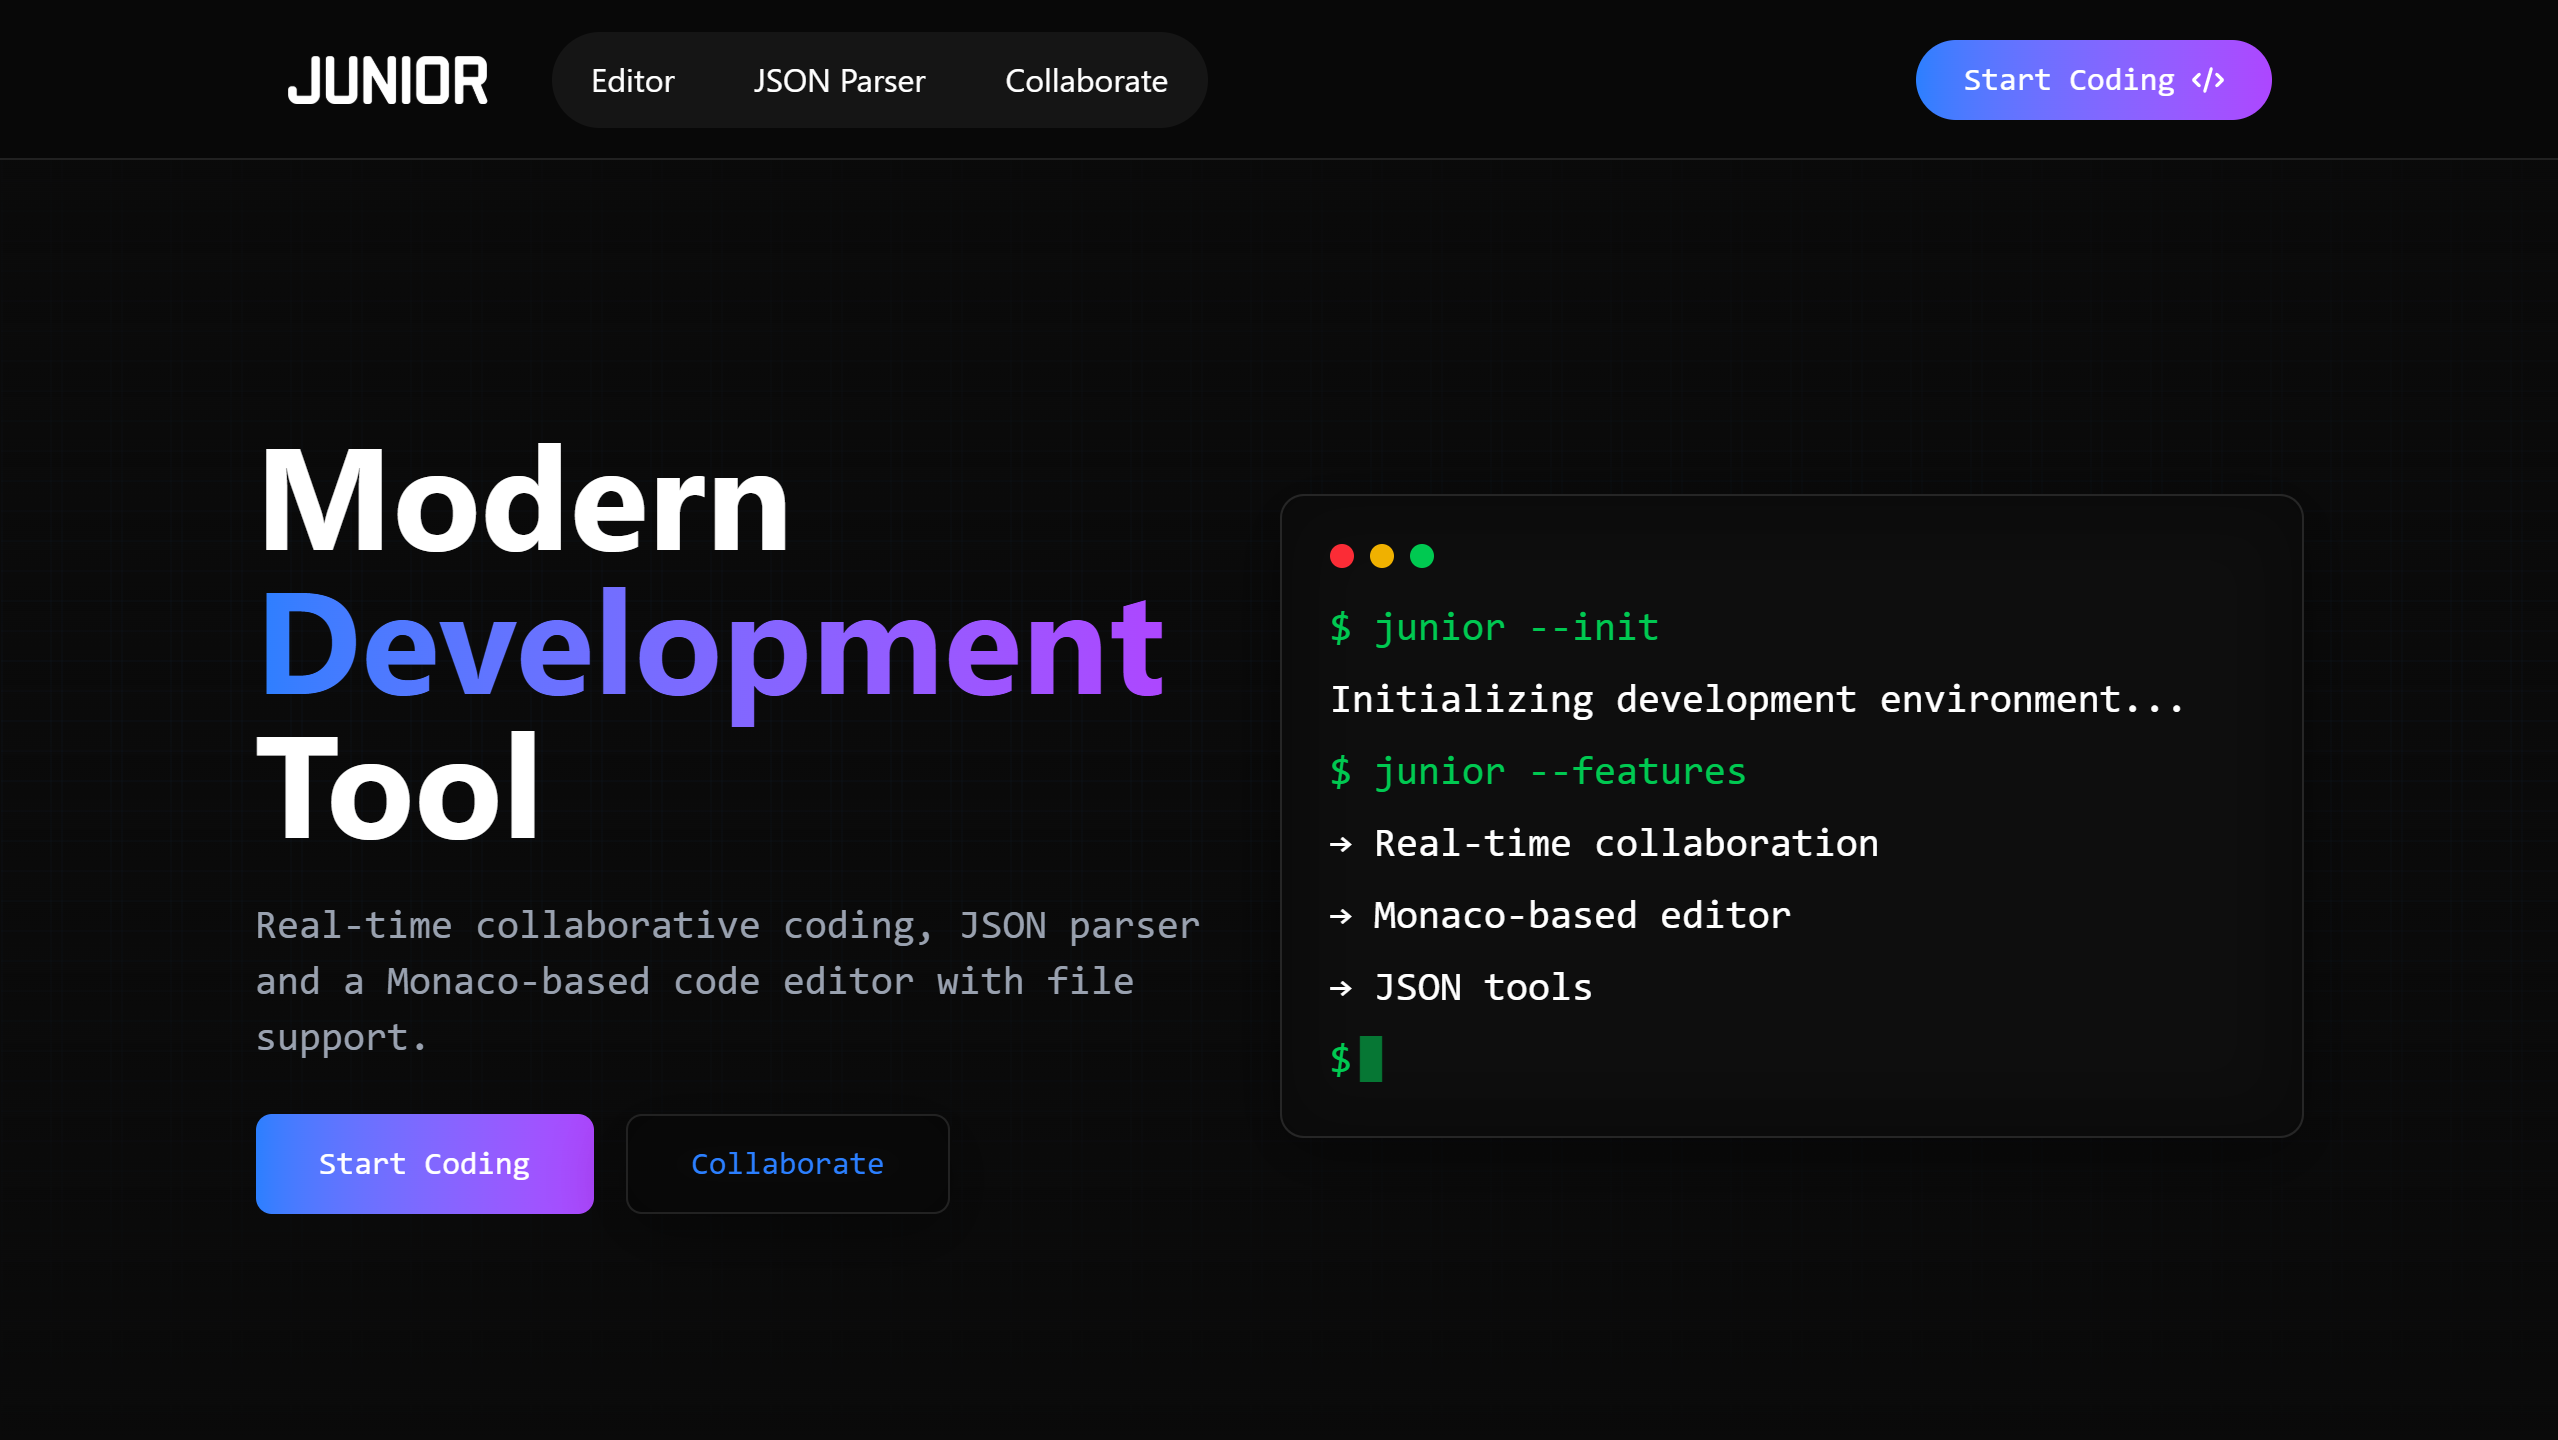 JUNIOR
Editor
JSON Parser
Collaborate
Start Coding </>
Modern
Development
Tool
Real-time collaborative coding, JSON parser
and a Monaco-based code editor with file
support.
Start Coding
Collaborate
$ junior --init
Initializing development environment...
$ junior --features
→ Real-time collaboration
→ Monaco-based editor
→ JSON tools
$